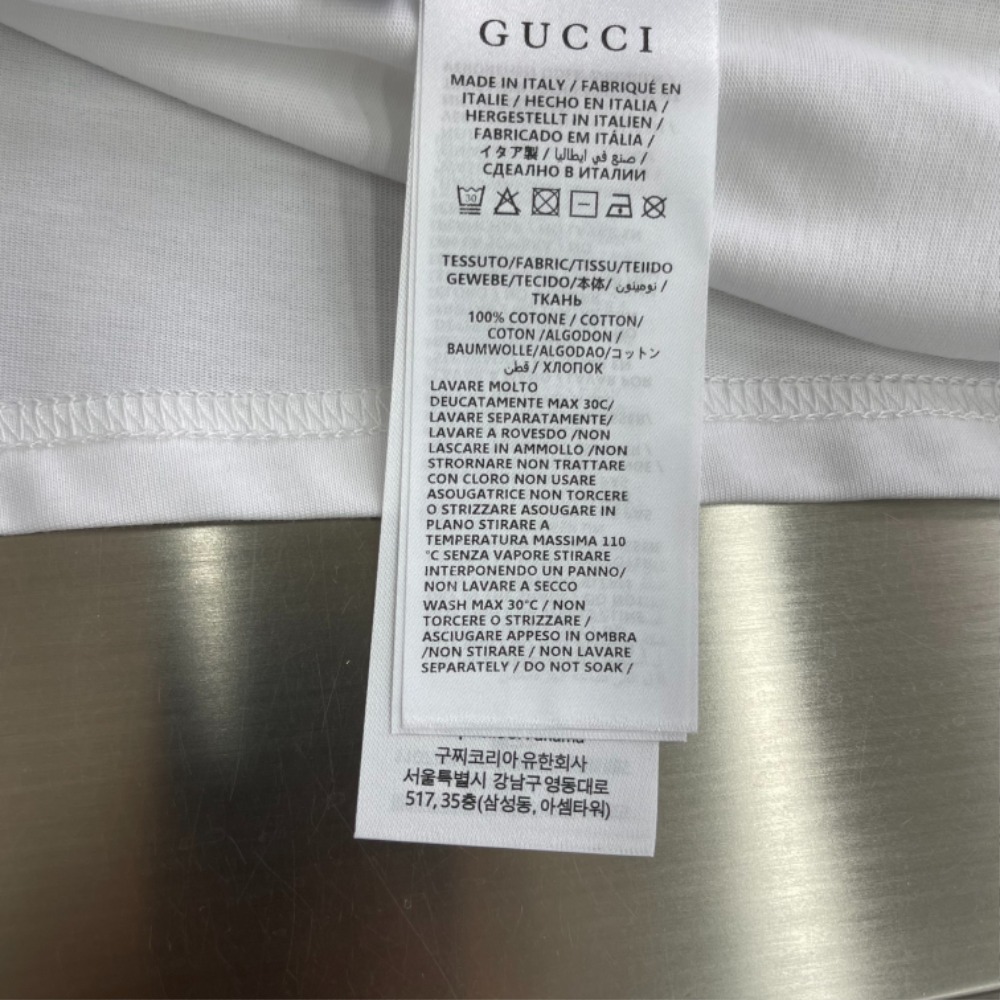 GUCCI
MADE IN ITALY / FABRIQUÉ EN
ITALIE / HECHO EN ITALIA /
HERGESTELLT IN ITALIEN /
FABRICADO EM ITÁLIA /
イタア製 / صنع في ايطاليا /
СДЕАЛНО В ИТАЛИИ
30
TESSUTO/FABRIC/TISSU/TEIIDO
GEWEBE/TECIDO/本体/ نوميتون /
ТКАНЬ
100% COTONE / COTTON/
COTON /ALGODON /
BAUMWOLLE/ALGODAO/コットン
قطن / ХЛОПОК
LAVARE MOLTO
DEUCATAMENTE MAX 30C/
LAVARE SEPARATAMENTE/
LAVARE A ROVESDO /NON
LASCARE IN AMMOLLO /NON
STRORNARE NON TRATTARE
CON CLORO NON USARE
ASOUGATRICE NON TORCERE
O STRIZZARE ASOUGARE IN
PLANO STIRARE A
TEMPERATURA MASSIMA 110
°C SENZA VAPORE STIRARE
INTERPONENDO UN PANNO/
NON LAVARE A SECCO
WASH MAX 30°C / NON
TORCERE O STRIZZARE /
ASCIUGARE APPESO IN OMBRA
/NON STIRARE / NON LAVARE
SEPARATELY / DO NOT SOAK /
구찌코리아 유한회사
서울특별시 강남구 영동대로
517, 35층(삼성동, 아셈타워)